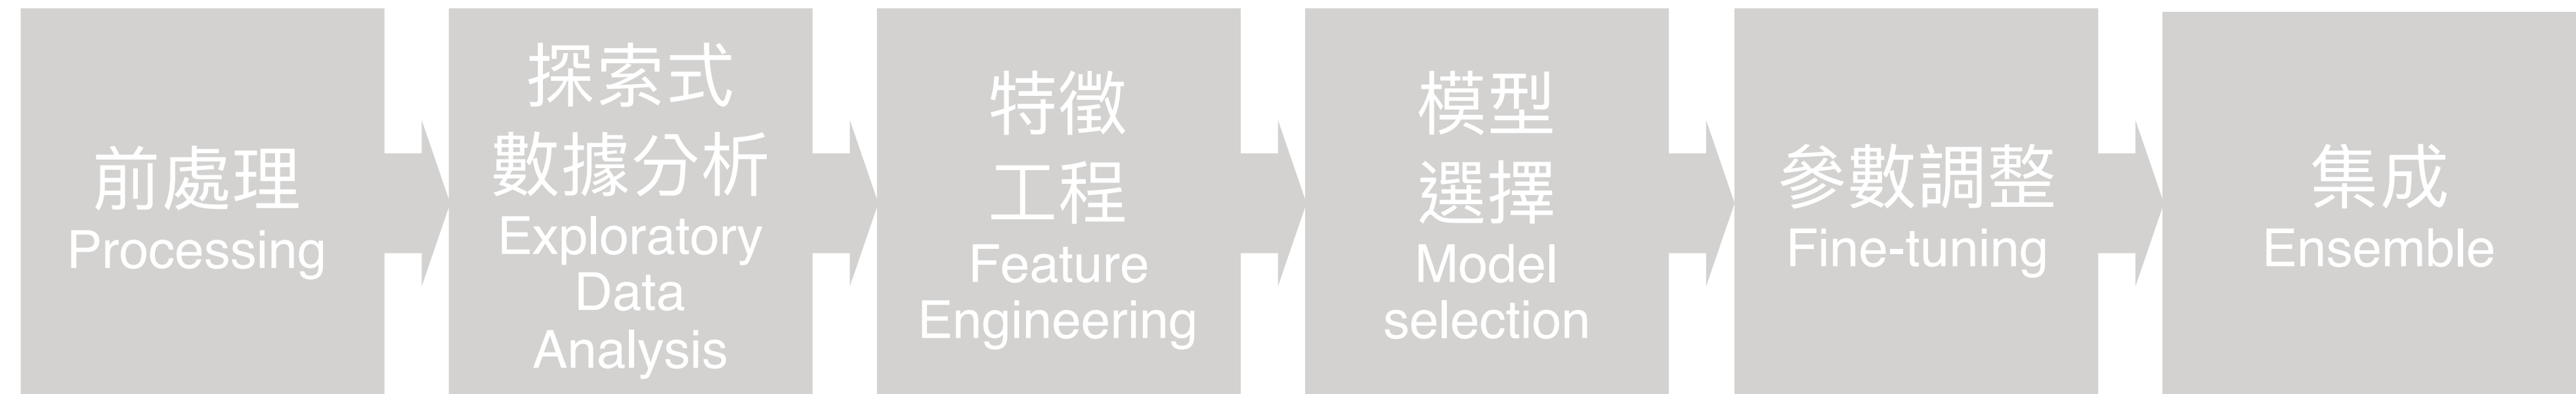 前處理
Processing
探索式
數據分析
Exploratory
Data
Analysis
特徵
工程
Feature
Engineering
模型
選擇
Model
selection
參數調整
Fine-tuning
集成
Ensemble